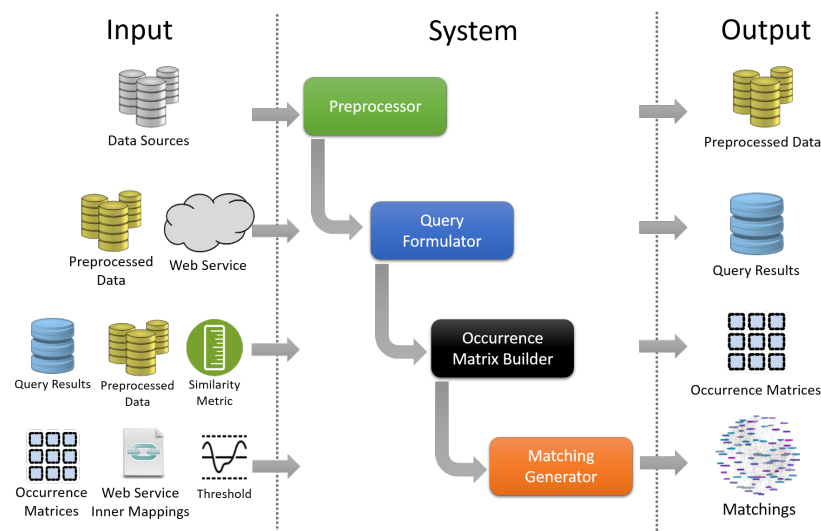 Input
System
Output
Data Sources
Preprocessor
Preprocessed Data
Preprocessed
Data
Web Service
Query
Formulator
Query Results
Query Results
Preprocessed
Data
Similarity
Metric
Occurrence
Matrix Builder
Occurrence Matrices
Occurrence
Matrices
Web Service
Inner Mappings
Threshold
Matching
Generator
Matchings